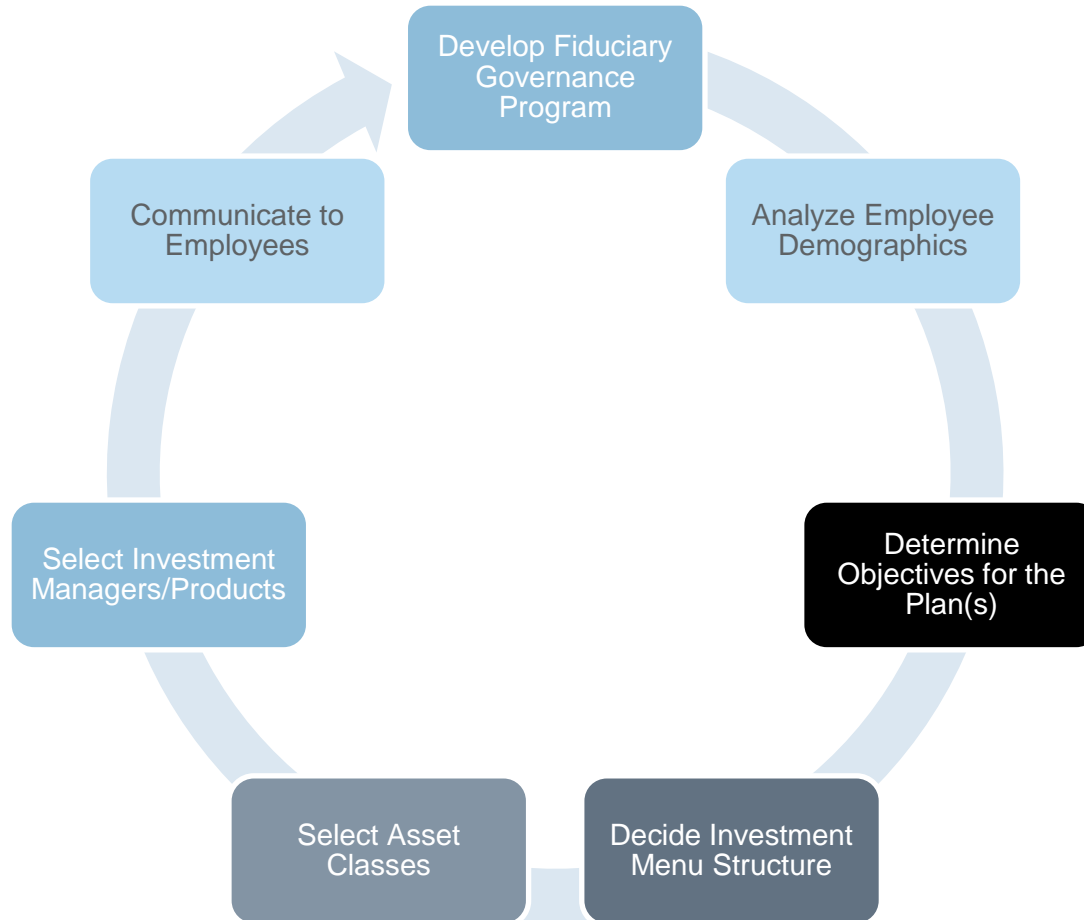 Develop Fiduciary
Governance
Program
Analyze Employee
Demographics
Determine
Objectives for the
Plan(s)
Decide Investment
Menu Structure
Select Asset
Classes
Select Investment
Managers/Products
Communicate to
Employees